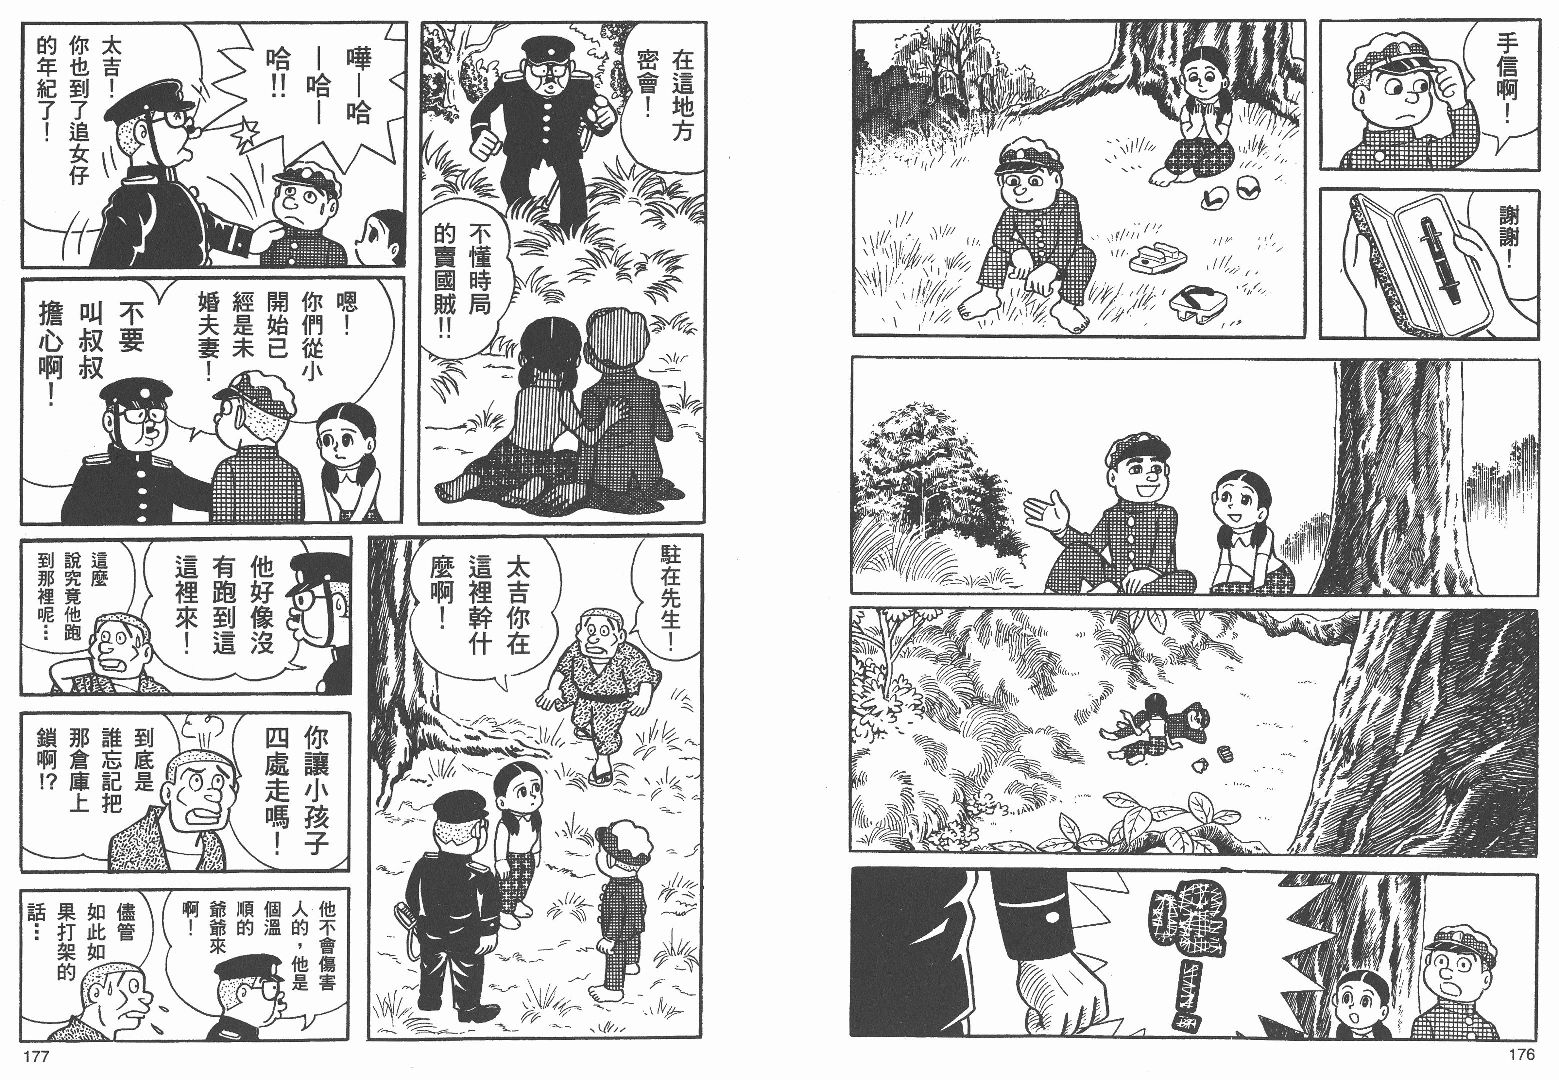 手信啊！
謝謝！
176
在這地方
密會！
不懂時局
的賣國賊!!
嘩—哈
—哈—
哈!!
太吉！
你也到了追女仔
的年紀了！
嗯！
你們從小
開始已
經是未
婚夫妻！
不要
叫叔叔
擔心啊！
駐在先生！
太吉你在
這裡幹什
麼啊！
他好像沒
有跑到這
這裡來！
這麼
說究竟他跑
到那裡呢…
你讓小孩子
四處走嗎！
到底是
誰忘記把
那倉庫上
鎖啊!?
他不會傷害
人的，他是
個溫
順的
爺爺來
啊！
儘管
如此如
果打架的
話…
177